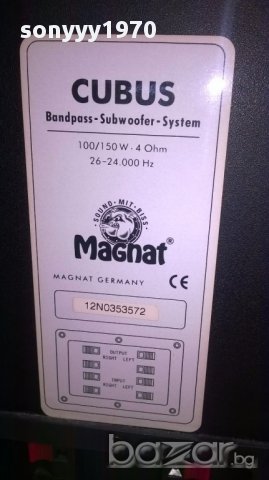 sonyyy1970
CUBUS
Bandpass-Subwoofer-System
100/150 W · 4 Ohm
26-24.000 Hz
SOUND·MIT·BISS
Magnat®
MAGNAT GERMANY
CE
12N0353572
OUTPUT
RIGHT LEFT
INPUT
RIGHT LEFT
bazar.bg